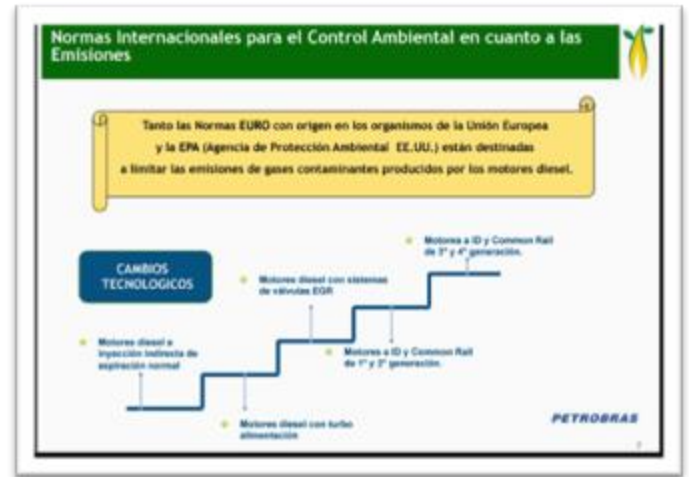 Normas Internacionales para el Control Ambiental en cuanto a las
Emisiones
Tanto las Normas EURO con origen en los organismos de la Unión Europea
y la EPA (Agencia de Protección Ambiental EE.UU.) están destinadas
a limitar las emisiones de gases contaminantes producidos por los motores diesel.
CAMBIOS
TECNOLOGICOS
Motores a ID y Common Rail
de 3° y 4° generación.
Motores diesel con sistemas
de válvulas EGR
Motores diesel a
inyección indirecta de
aspiración normal
Motores a ID y Common Rail
de 1° y 2° generación.
Motores diesel con turbo
alimentación
PETROBRAS